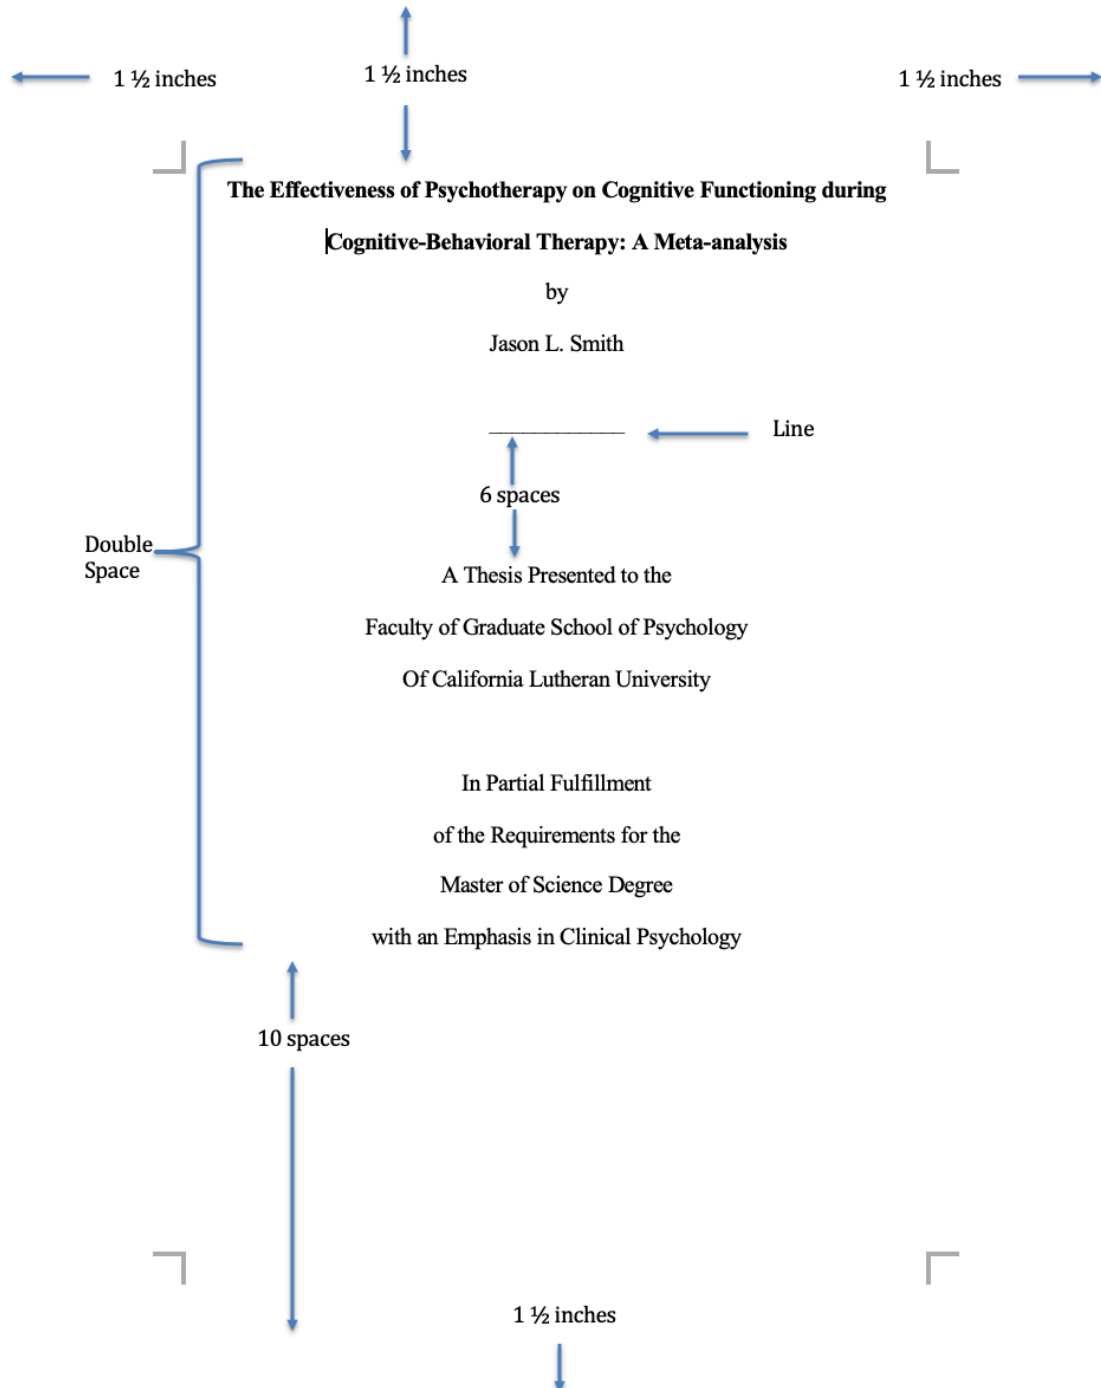 1 ½ inches
1 ½ inches
1 ½ inches
The Effectiveness of Psychotherapy on Cognitive Functioning during
Cognitive-Behavioral Therapy: A Meta-analysis
by
Jason L. Smith
Line
6 spaces
Double
Space
A Thesis Presented to the
Faculty of Graduate School of Psychology
Of California Lutheran University
In Partial Fulfillment
of the Requirements for the
Master of Science Degree
with an Emphasis in Clinical Psychology
10 spaces
1 ½ inches